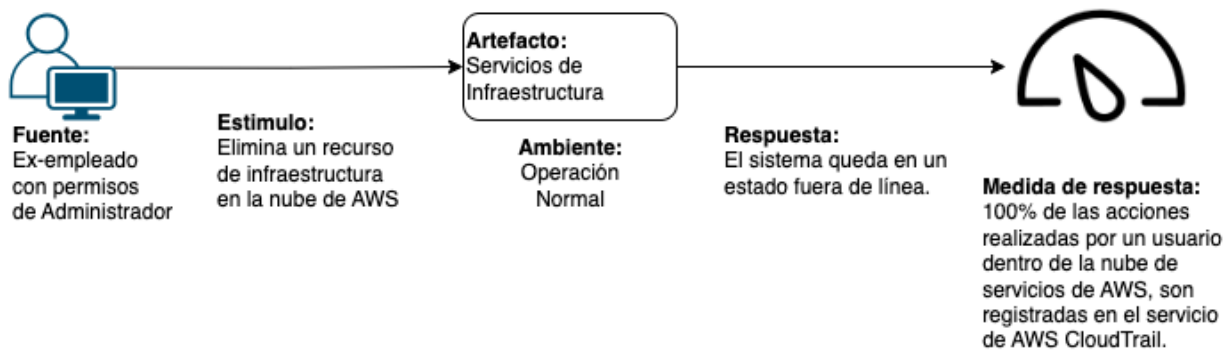 Fuente:
Ex-empleado
con permisos
de Administrador
Estimulo:
Elimina un recurso
de infraestructura
en la nube de AWS
Artefacto:
Servicios de
Infraestructura
Ambiente:
Operación
Normal
Respuesta:
El sistema queda en un
estado fuera de línea.
Medida de respuesta:
100% de las acciones
realizadas por un usuario
dentro de la nube de
servicios de AWS, son
registradas en el servicio
de AWS CloudTrail.